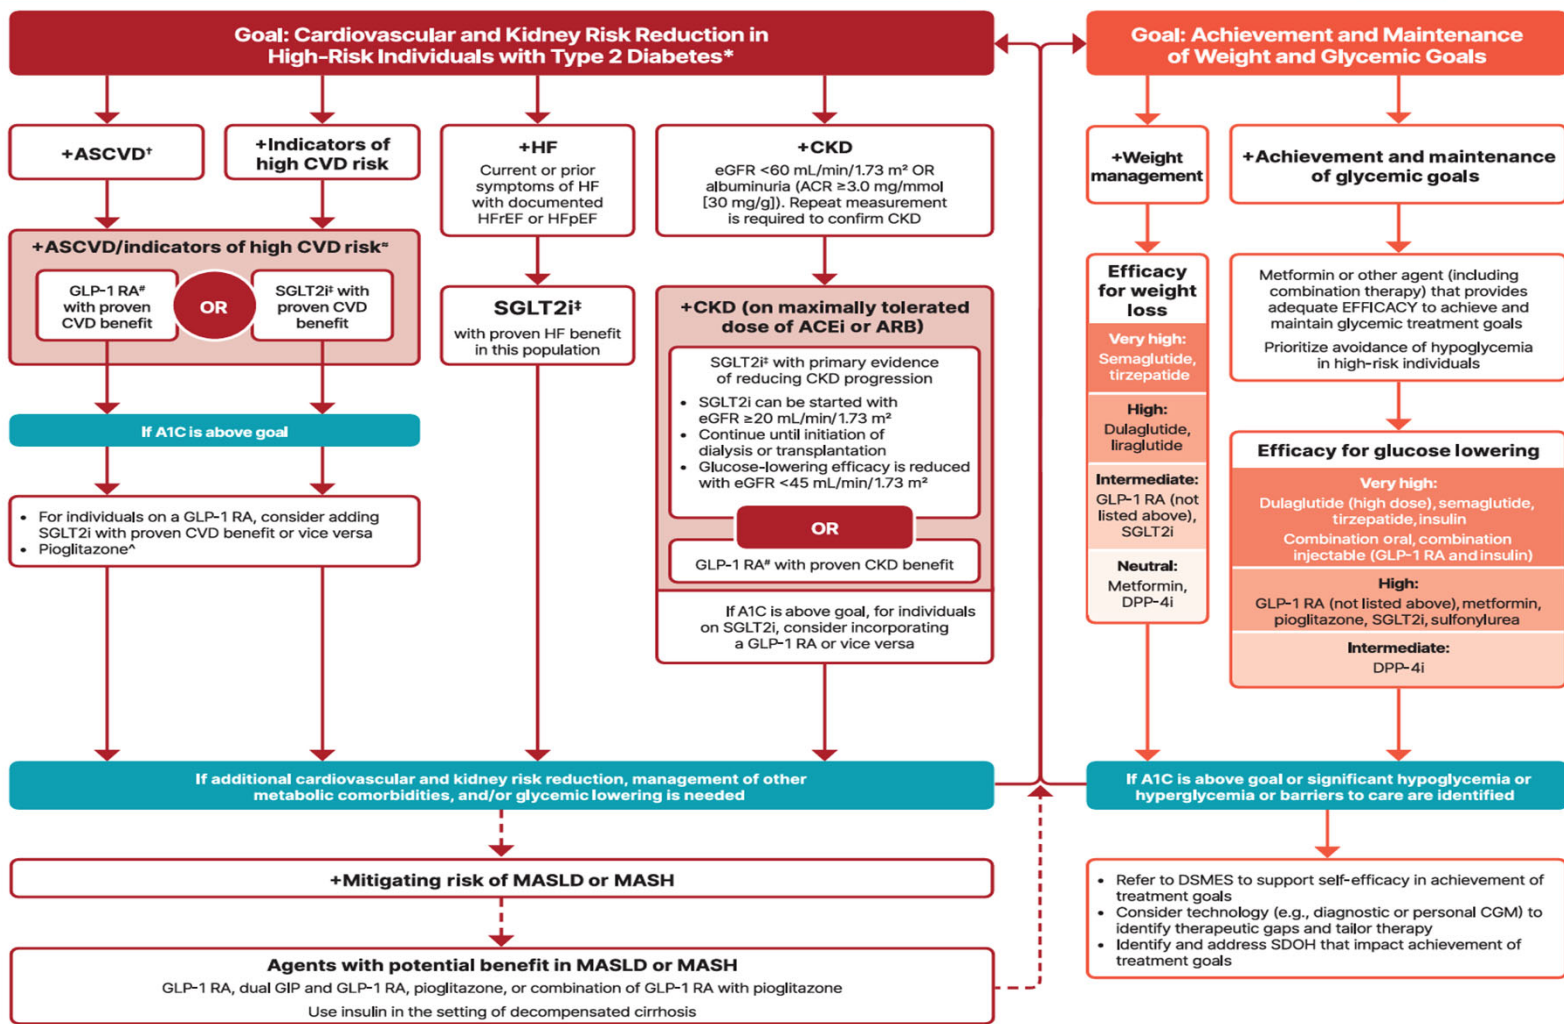 Goal: Cardiovascular and Kidney Risk Reduction in
High-Risk Individuals with Type 2 Diabetes*
+ASCVD†
+Indicators of
high CVD risk
+ASCVD/indicators of high CVD risk≈
GLP-1 RA#
with proven
CVD benefit
OR
SGLT2i‡ with
proven CVD
benefit
If A1C is above goal
• For individuals on a GLP-1 RA, consider adding
SGLT2i with proven CVD benefit or vice versa
• Pioglitazone^
+HF
Current or prior
symptoms of HF
with documented
HFrEF or HFpEF
SGLT2i‡
with proven HF benefit
in this population
+CKD
eGFR <60 mL/min/1.73 m² OR
albuminuria (ACR ≥3.0 mg/mmol
[30 mg/g]). Repeat measurement
is required to confirm CKD
+CKD (on maximally tolerated
dose of ACEi or ARB)
SGLT2i‡ with primary evidence
of reducing CKD progression
• SGLT2i can be started with
eGFR ≥20 mL/min/1.73 m²
• Continue until initiation of
dialysis or transplantation
• Glucose-lowering efficacy is reduced
with eGFR <45 mL/min/1.73 m²
OR
GLP-1 RA# with proven CKD benefit
If A1C is above goal, for individuals
on SGLT2i, consider incorporating
a GLP-1 RA or vice versa
If additional cardiovascular and kidney risk reduction, management of other
metabolic comorbidities, and/or glycemic lowering is needed
+Mitigating risk of MASLD or MASH
Agents with potential benefit in MASLD or MASH
GLP-1 RA, dual GIP and GLP-1 RA, pioglitazone, or combination of GLP-1 RA with pioglitazone
Use insulin in the setting of decompensated cirrhosis
Goal: Achievement and Maintenance
of Weight and Glycemic Goals
+Weight
management
Efficacy
for weight
loss
Very high:
Semaglutide,
tirzepatide
High:
Dulaglutide,
liraglutide
Intermediate:
GLP-1 RA (not
listed above),
SGLT2i
Neutral:
Metformin,
DPP-4i
+Achievement and maintenance
of glycemic goals
Metformin or other agent (including
combination therapy) that provides
adequate EFFICACY to achieve and
maintain glycemic treatment goals
Prioritize avoidance of hypoglycemia
in high-risk individuals
Efficacy for glucose lowering
Very high:
Dulaglutide (high dose), semaglutide,
tirzepatide, insulin
Combination oral, combination
injectable (GLP-1 RA and insulin)
High:
GLP-1 RA (not listed above), metformin,
pioglitazone, SGLT2i, sulfonylurea
Intermediate:
DPP-4i
If A1C is above goal or significant hypoglycemia or
hyperglycemia or barriers to care are identified
• Refer to DSMES to support self-efficacy in achievement of
treatment goals
• Consider technology (e.g., diagnostic or personal CGM) to
identify therapeutic gaps and tailor therapy
• Identify and address SDOH that impact achievement of
treatment goals